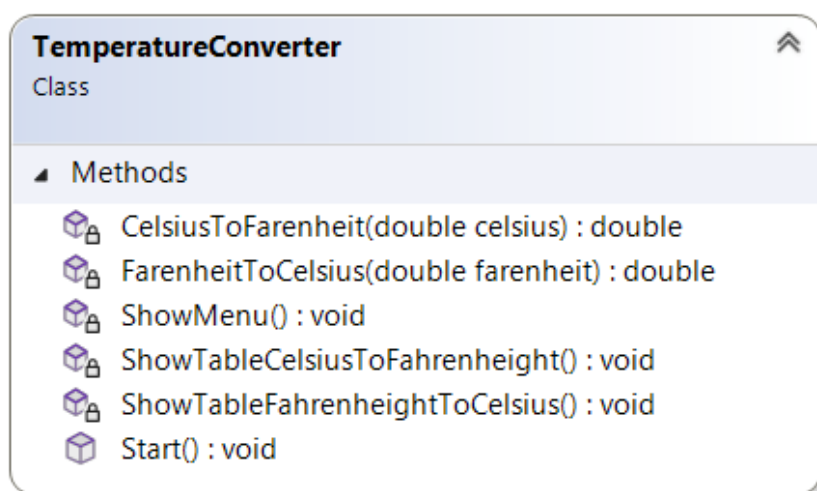 TemperatureConverter
Class
Methods
CelsiusToFarenheit(double celsius) : double
FarenheitToCelsius(double farenheit) : double
ShowMenu() : void
ShowTableCelsiusToFahrenheight() : void
ShowTableFahrenheightToCelsius() : void
Start() : void